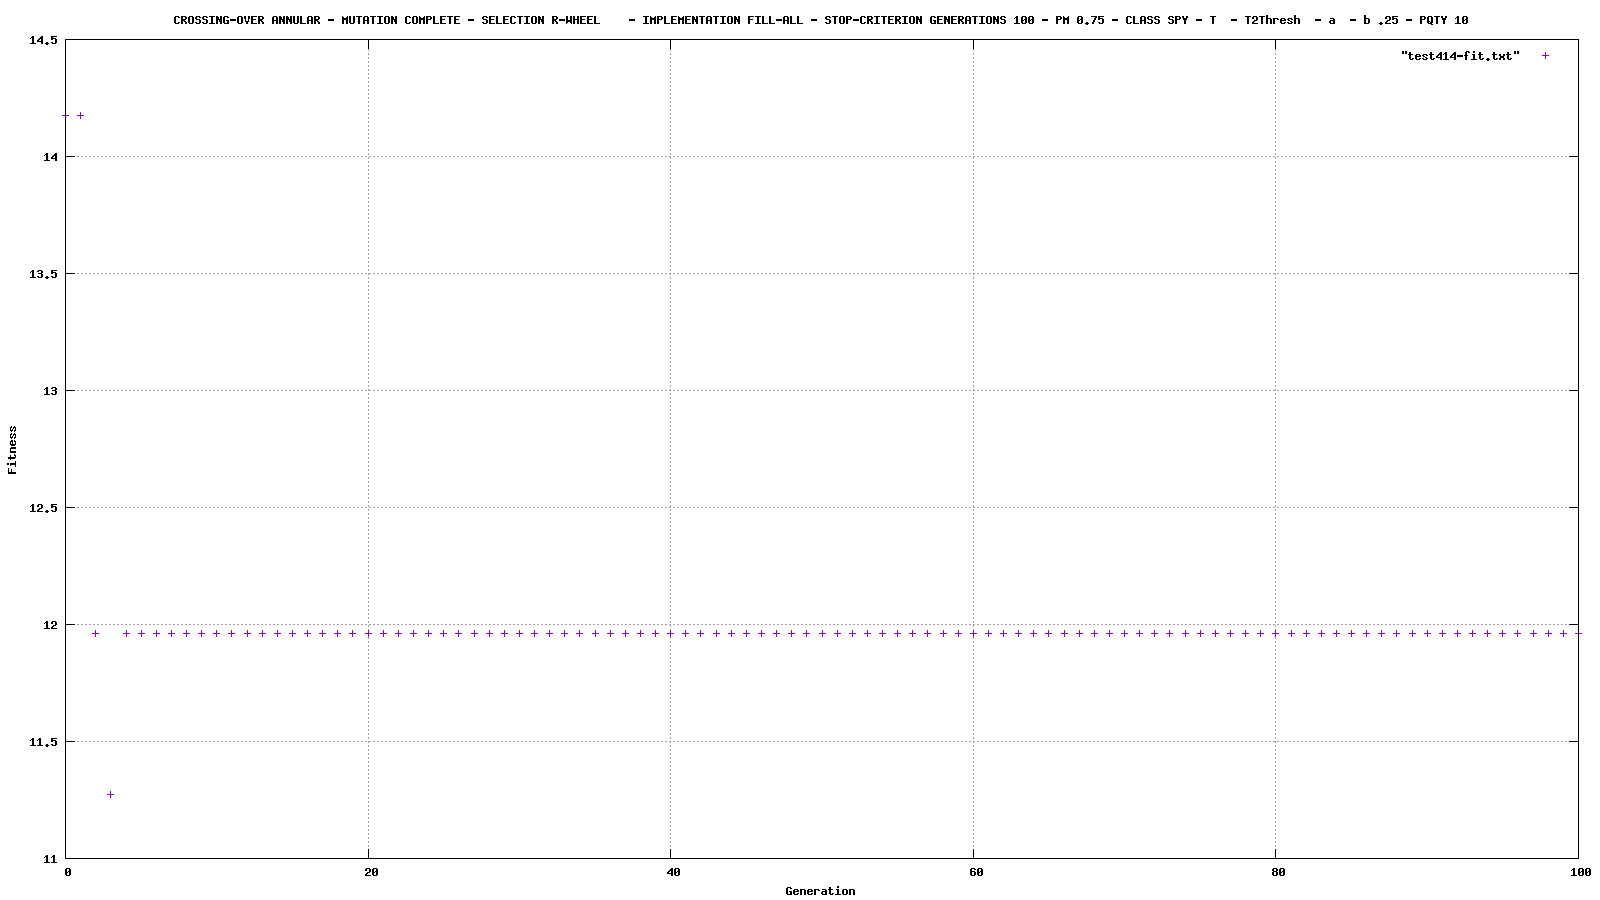 CROSSING-OVER ANNULAR - MUTATION COMPLETE - SELECTION R-WHEEL    - IMPLEMENTATION FILL-ALL - STOP-CRITERION GENERATIONS 100 - PM 0.75 - CLASS SPY - T  - T2Thresh  - a  - b .25 - PQTY 10
"test414-fit.txt"
14.5
14
13.5
13
12.5
12
11.5
11
Fitness
0 20 40 60 80 100
Generation